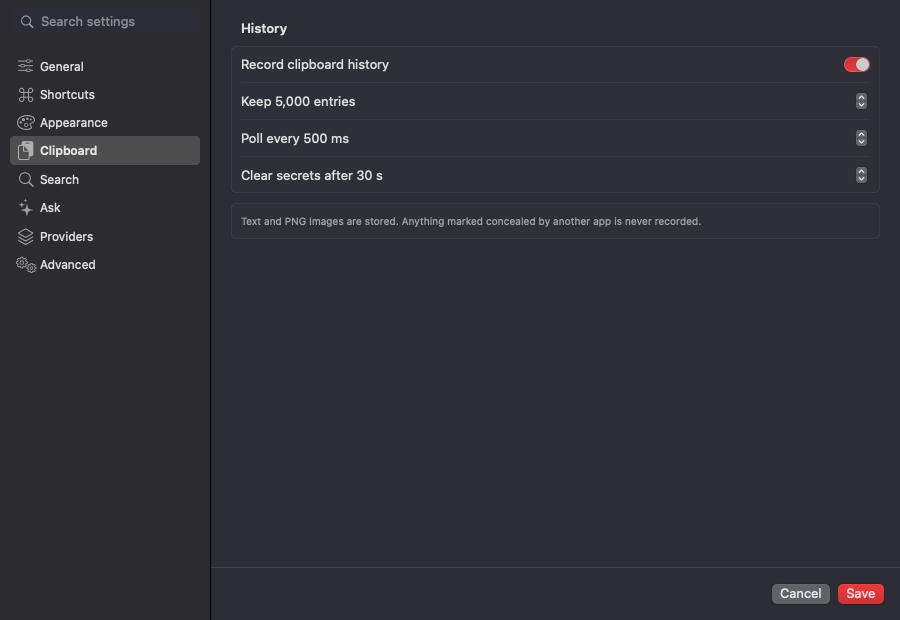 Search settings
General
Shortcuts
Appearance
Clipboard
Search
Ask
Providers
Advanced
History
Record clipboard history
Keep 5,000 entries
Poll every 500 ms
Clear secrets after 30 s
Text and PNG images are stored. Anything marked concealed by another app is never recorded.
Cancel
Save